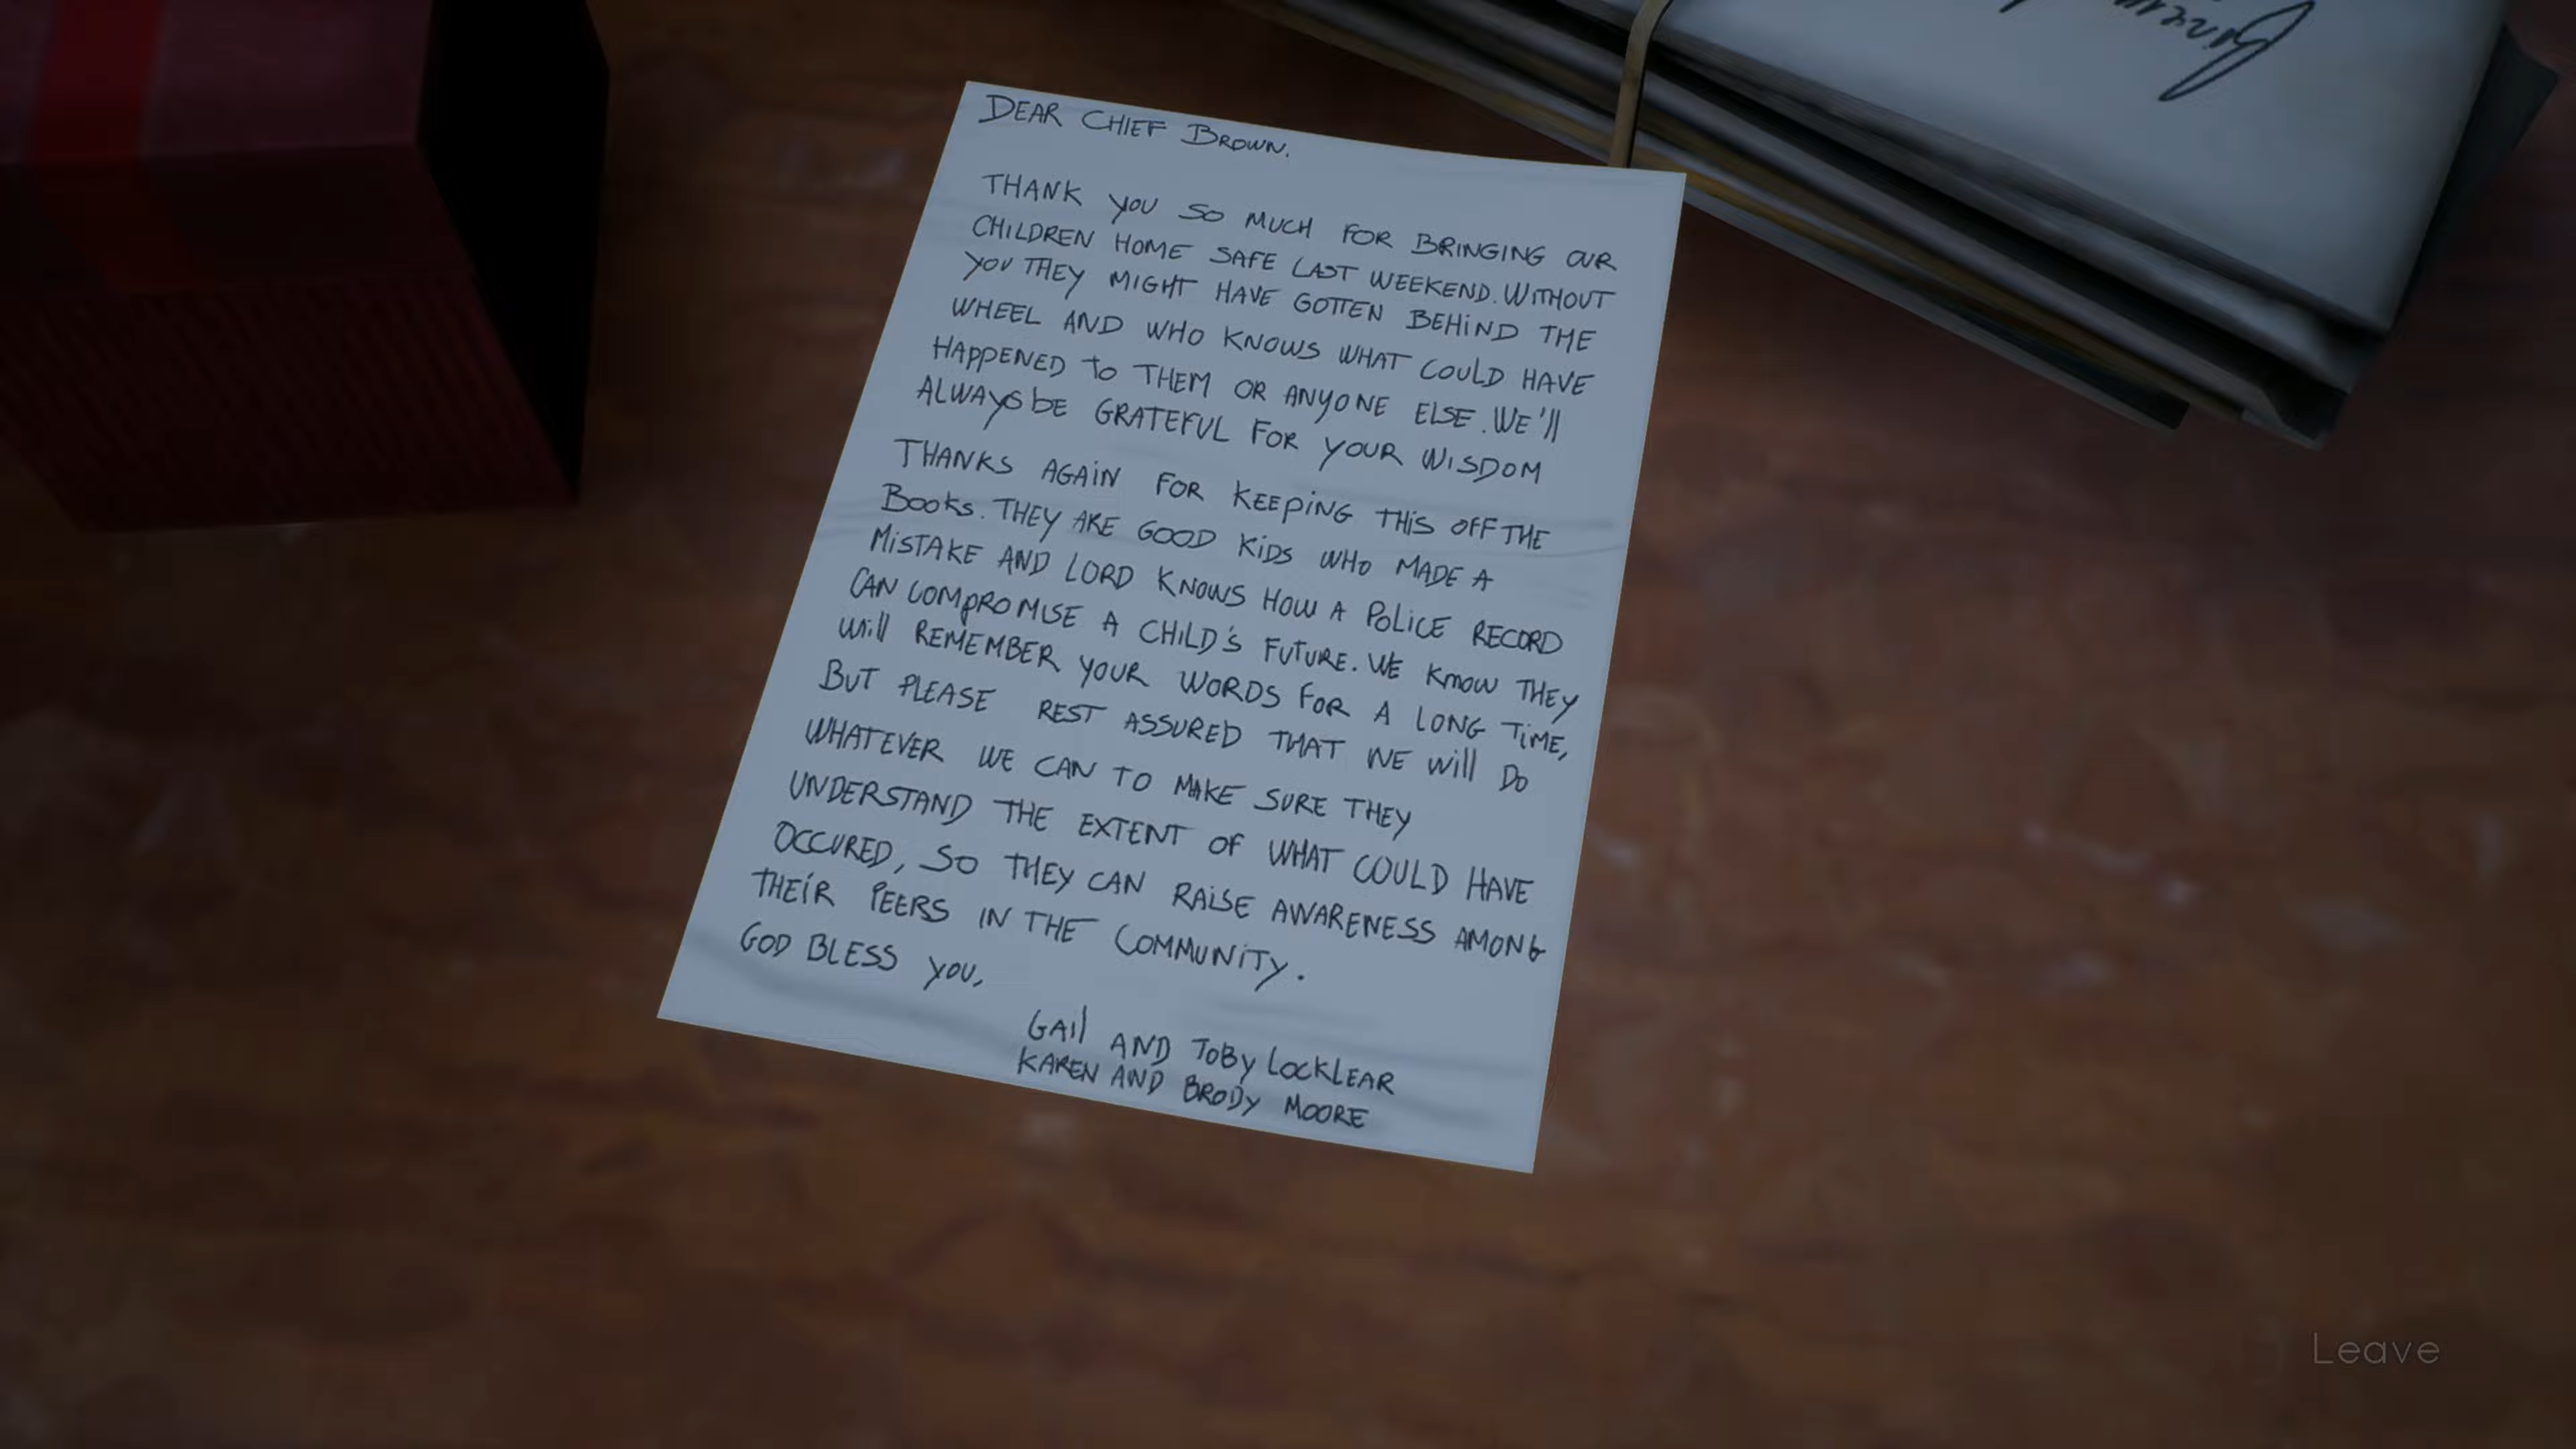 DEAR CHIEF BROWN.
THANK YOU SO MUCH FOR BRINGING OUR
CHILDREN HOME SAFE LAST WEEKEND. WITHOUT
YOU THEY MIGHT HAVE GOTTEN BEHIND THE
WHEEL AND WHO KNOWS WHAT COULD HAVE
HAPPENED TO THEM OR ANYONE ELSE. WE'll
ALWAYS bE GRATEFUL FOR YOUR WISDOM
THANKS AGAIN FOR KEEPING THIS OFF THE
BOOKS. THEY ARE GOOD KIDS WHO MADE A
MISTAKE AND LORD KNOWS HOW A POLICE RECORD
CAN COMPROMISE A CHILD'S FUTURE. WE KNOW THEY
Will REMEMBER YOUR WORDS FOR A LONG TIME,
BUT PLEASE REST ASSURED THAT WE Will DO
WHATEVER WE CAN TO MAKE SURE THEY
UNDERSTAND THE EXTENT OF WHAT COULD HAVE
OCCURED, SO THEY CAN RAISE AWARENESS AMONG
THEIR PEERS IN THE COMMUNITY.
GOD BLESS YOU,
GAIl AND TOBY LOCKLEAR
KAREN AND BRODY MOORE
Leave